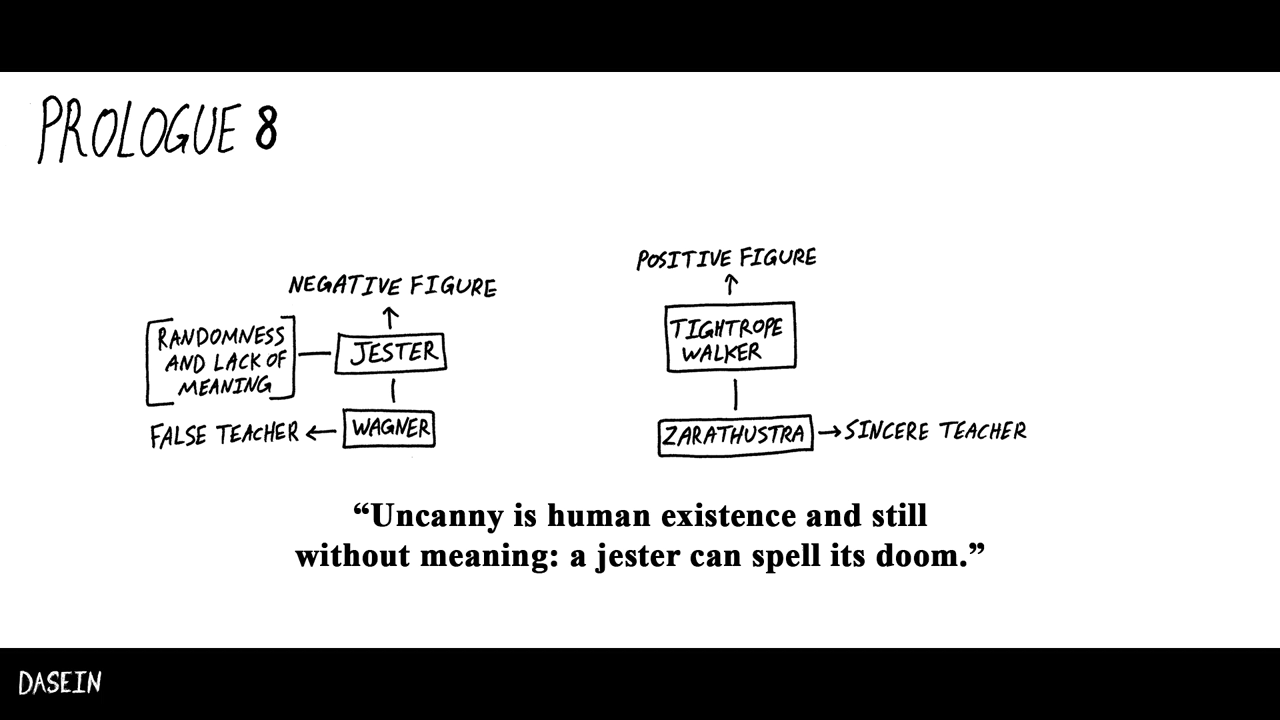 PROLOGUE 8
NEGATIVE FIGURE
RANDOMNESS
AND LACK OF
MEANING
JESTER
FALSE TEACHER
WAGNER
POSITIVE FIGURE
TIGHTROPE
WALKER
ZARATHUSTRA
SINCERE TEACHER
“Uncanny is human existence and still
without meaning: a jester can spell its doom.”
DASEIN